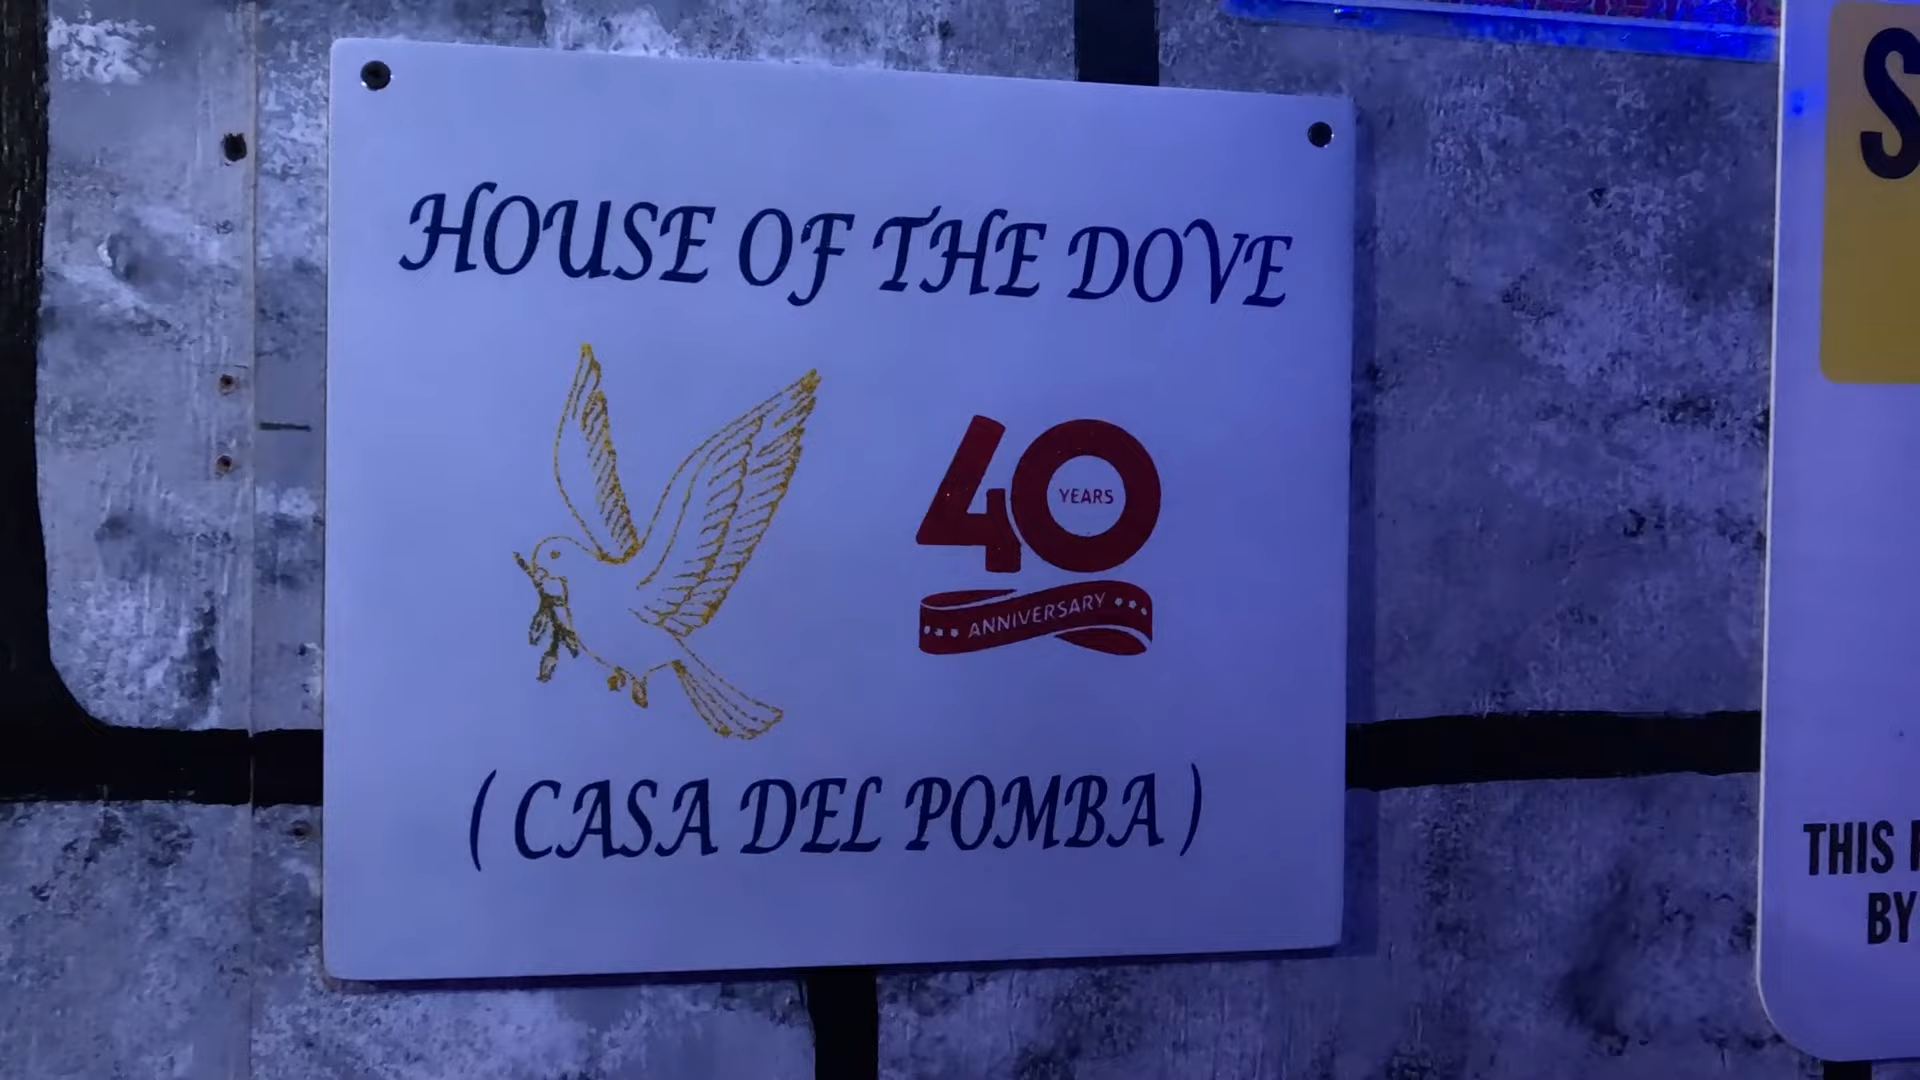 HOUSE OF THE DOVE
40
YEARS
ANNIVERSARY
( CASA DEL POMBA )
THIS
BY